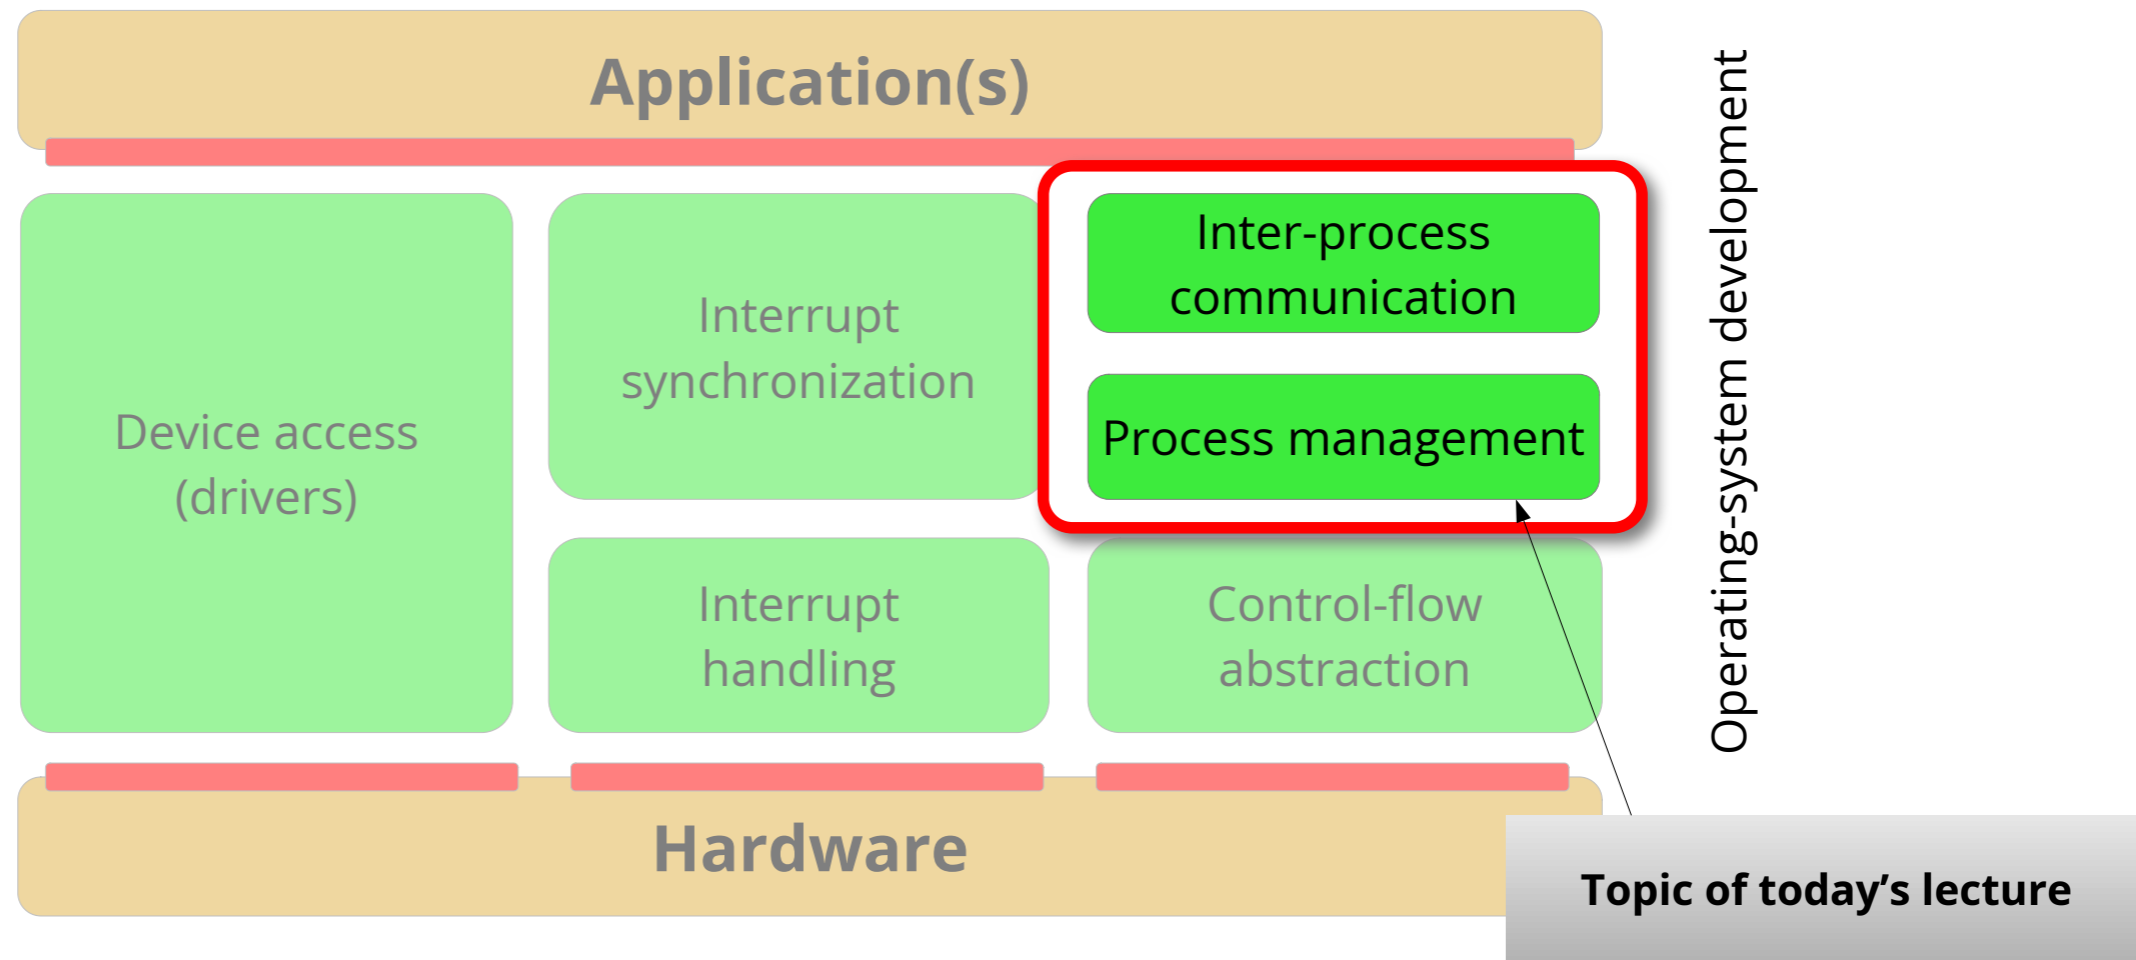 Application(s)
Device access
(drivers)
Interrupt
synchronization
Inter-process
communication
Process management
Interrupt
handling
Control-flow
abstraction
Hardware
Operating-system development
Topic of today’s lecture